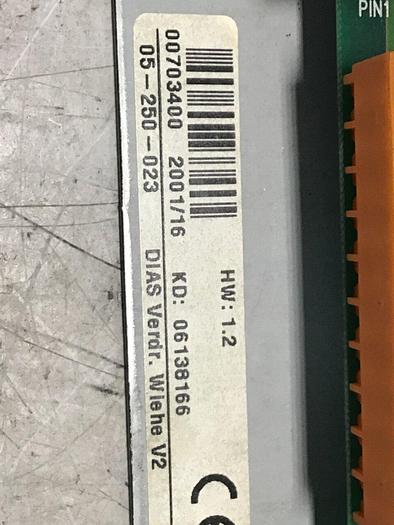 HW: 1.2
00703400 2001/16 KD: 06138166
05-250-023 DIAS Verdr. Wiehe V2
CE
PIN1